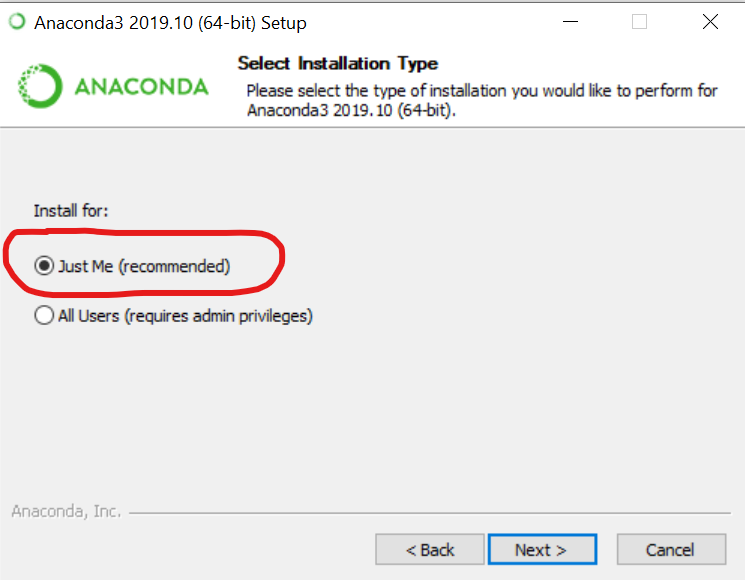 Anaconda3 2019.10 (64-bit) Setup
ANACONDA
Select Installation Type
Please select the type of installation you would like to perform for
Anaconda3 2019.10 (64-bit).
Install for:
Just Me (recommended)
All Users (requires admin privileges)
Anaconda, Inc.
< Back Next > Cancel